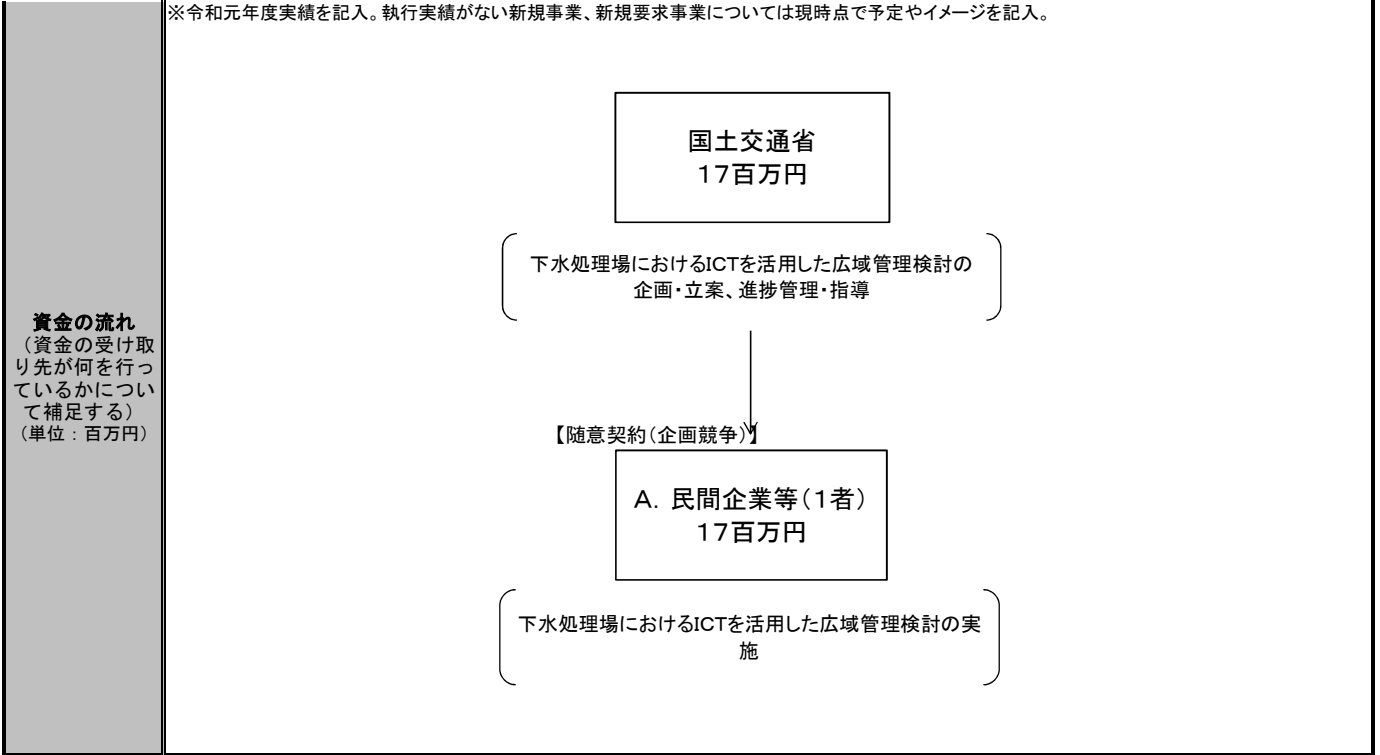 ※令和元年度実績を記入。執行実績がない新規事業、新規要求事業については現時点で予定やイメージを記入。
国土交通省
17百万円
下水処理場におけるICTを活用した広域管理検討の
企画・立案、進捗管理・指導
資金の流れ
(資金の受け取
り先が何を行っ
ているかについ
て補足する)
(単位:百万円)
【随意契約(企画競争)】
A.民間企業等(1者)
17百万円
下水処理場におけるICTを活用した広域管理検討の実
施